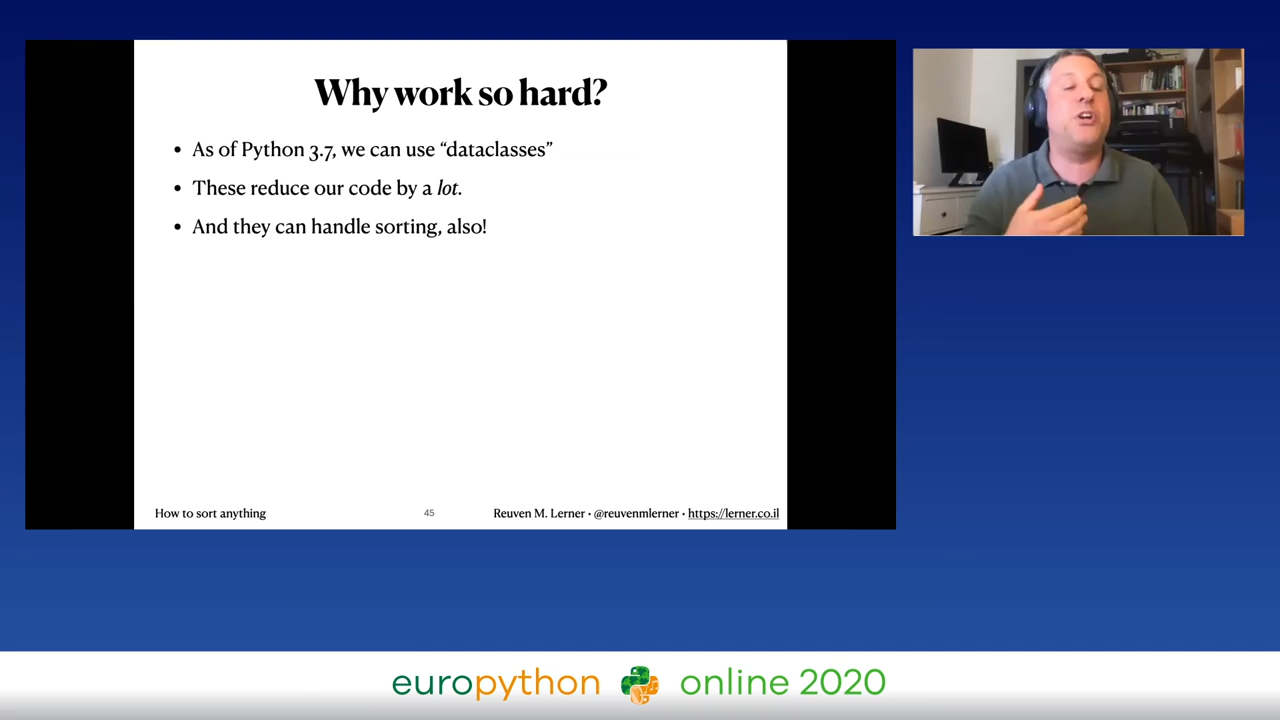 Why work so hard?
• As of Python 3.7, we can use “dataclasses”
• These reduce our code by a lot.
• And they can handle sorting, also!
How to sort anything
45
Reuven M. Lerner • @reuvenmlerner • https://lerner.co.il
europython online 2020